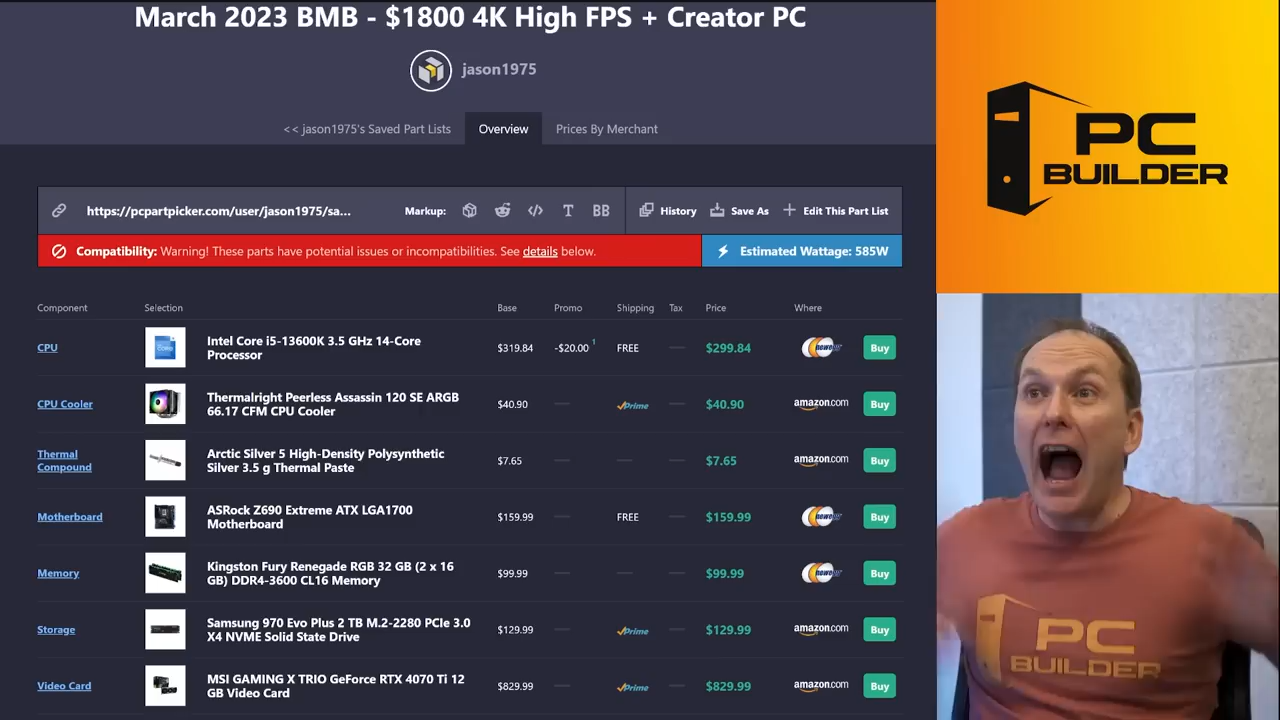 March 2023 BMB - $1800 4K High FPS + Creator PC
jason1975
<< jason1975's Saved Part Lists Overview Prices By Merchant
https://pcpartpicker.com/user/jason1975/sa... Markup: T BB History Save As Edit This Part List
Compatibility: Warning! These parts have potential issues or incompatibilities. See details below. Estimated Wattage: 585W
Component Selection Base Promo Shipping Tax Price Where
CPU Intel Core i5-13600K 3.5 GHz 14-Core Processor $319.84 -$20.00 1 FREE — $299.84 newegg Buy
CPU Cooler Thermalright Peerless Assassin 120 SE ARGB 66.17 CFM CPU Cooler $40.90 — Prime — $40.90 amazon.com Buy
Thermal Compound Arctic Silver 5 High-Density Polysynthetic Silver 3.5 g Thermal Paste $7.65 — — — $7.65 amazon.com Buy
Motherboard ASRock Z690 Extreme ATX LGA1700 Motherboard $159.99 — FREE — $159.99 newegg Buy
Memory Kingston Fury Renegade RGB 32 GB (2 x 16 GB) DDR4-3600 CL16 Memory $99.99 — — — $99.99 newegg Buy
Storage Samsung 970 Evo Plus 2 TB M.2-2280 PCIe 3.0 X4 NVME Solid State Drive $129.99 — Prime — $129.99 amazon.com Buy
Video Card MSI GAMING X TRIO GeForce RTX 4070 Ti 12 GB Video Card $829.99 — Prime — $829.99 amazon.com Buy
PC
BUILDER
PC
BUILDER